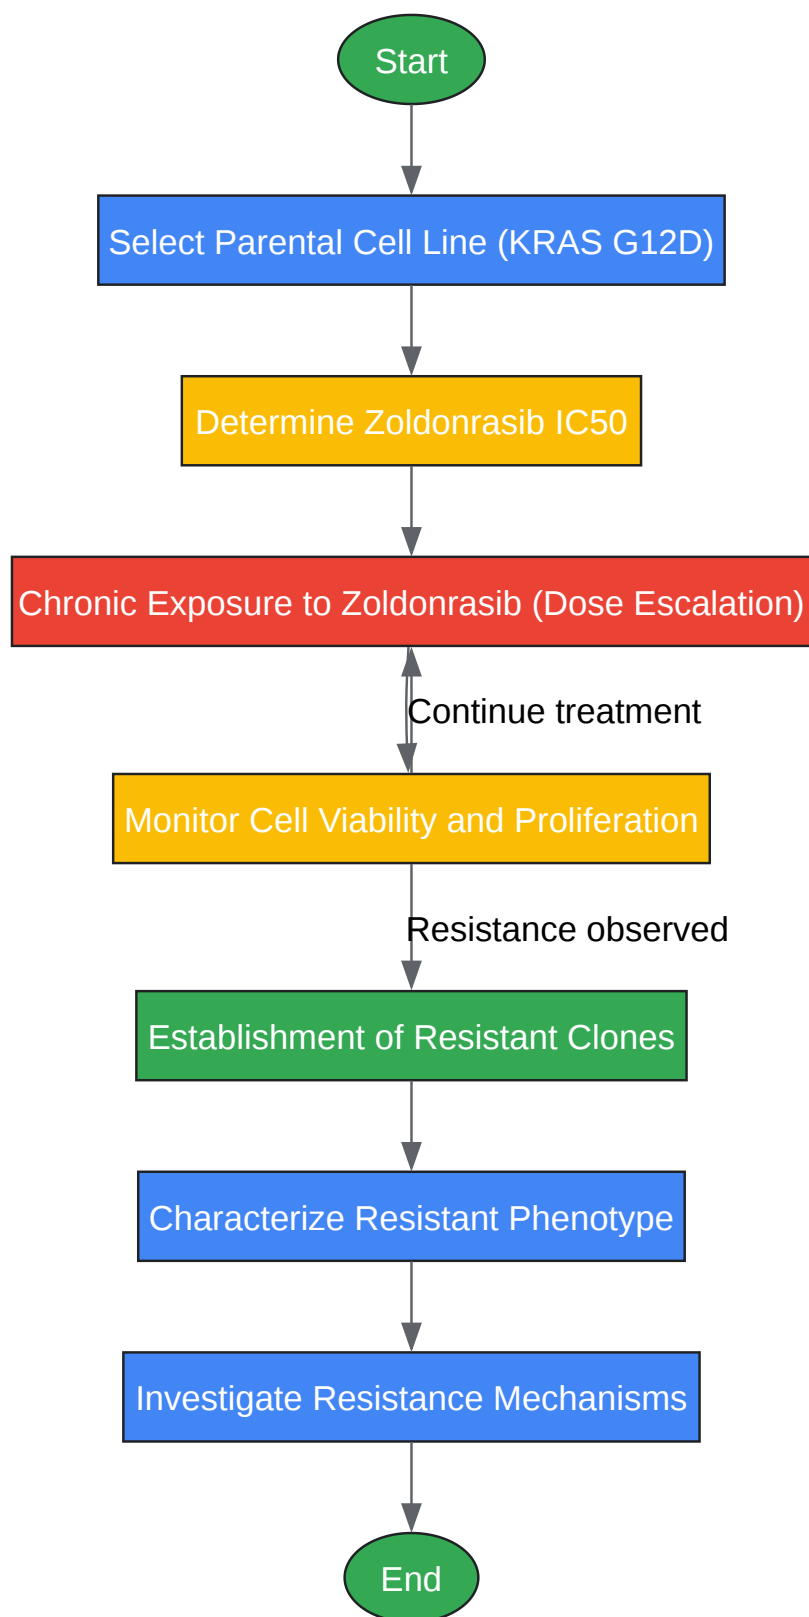 Start
Select Parental Cell Line (KRAS G12D)
Determine Zoldonrasib IC50
Chronic Exposure to Zoldonrasib (Dose Escalation)
Continue treatment
Monitor Cell Viability and Proliferation
Resistance observed
Establishment of Resistant Clones
Characterize Resistant Phenotype
Investigate Resistance Mechanisms
End